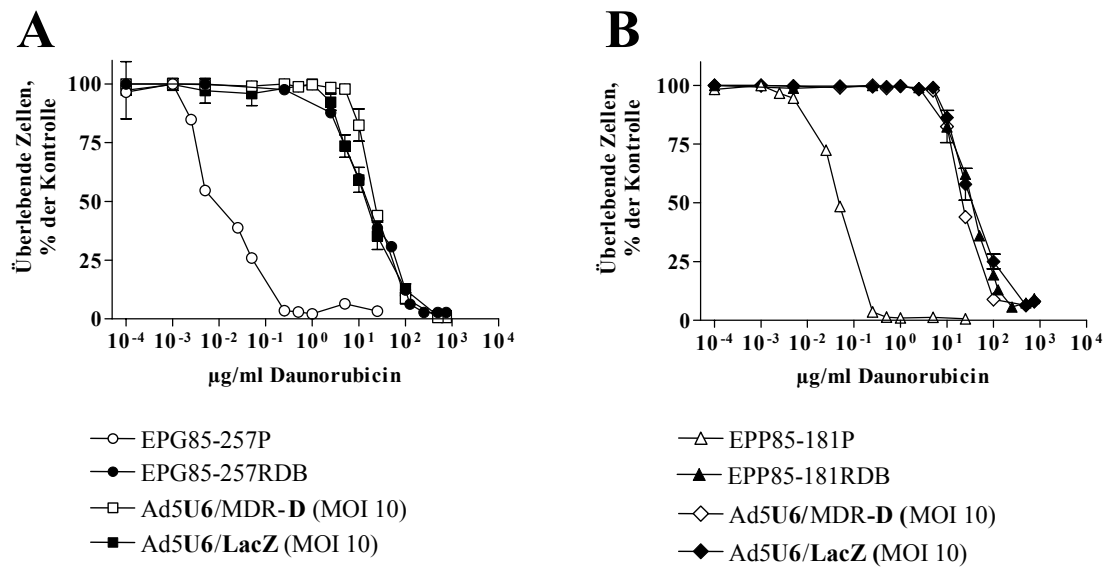 A
Überlebende Zellen,
% der Kontrolle
100
75
50
25
0
10⁻⁴ 10⁻³ 10⁻² 10⁻¹ 10⁰ 10¹ 10² 10³ 10⁴
µg/ml Daunorubicin
EPG85-257P
EPG85-257RDB
Ad5U6/MDR-D (MOI 10)
Ad5U6/LacZ (MOI 10)
B
Überlebende Zellen,
% der Kontrolle
100
75
50
25
0
10⁻⁴ 10⁻³ 10⁻² 10⁻¹ 10⁰ 10¹ 10² 10³ 10⁴
µg/ml Daunorubicin
EPP85-181P
EPP85-181RDB
Ad5U6/MDR-D (MOI 10)
Ad5U6/LacZ (MOI 10)